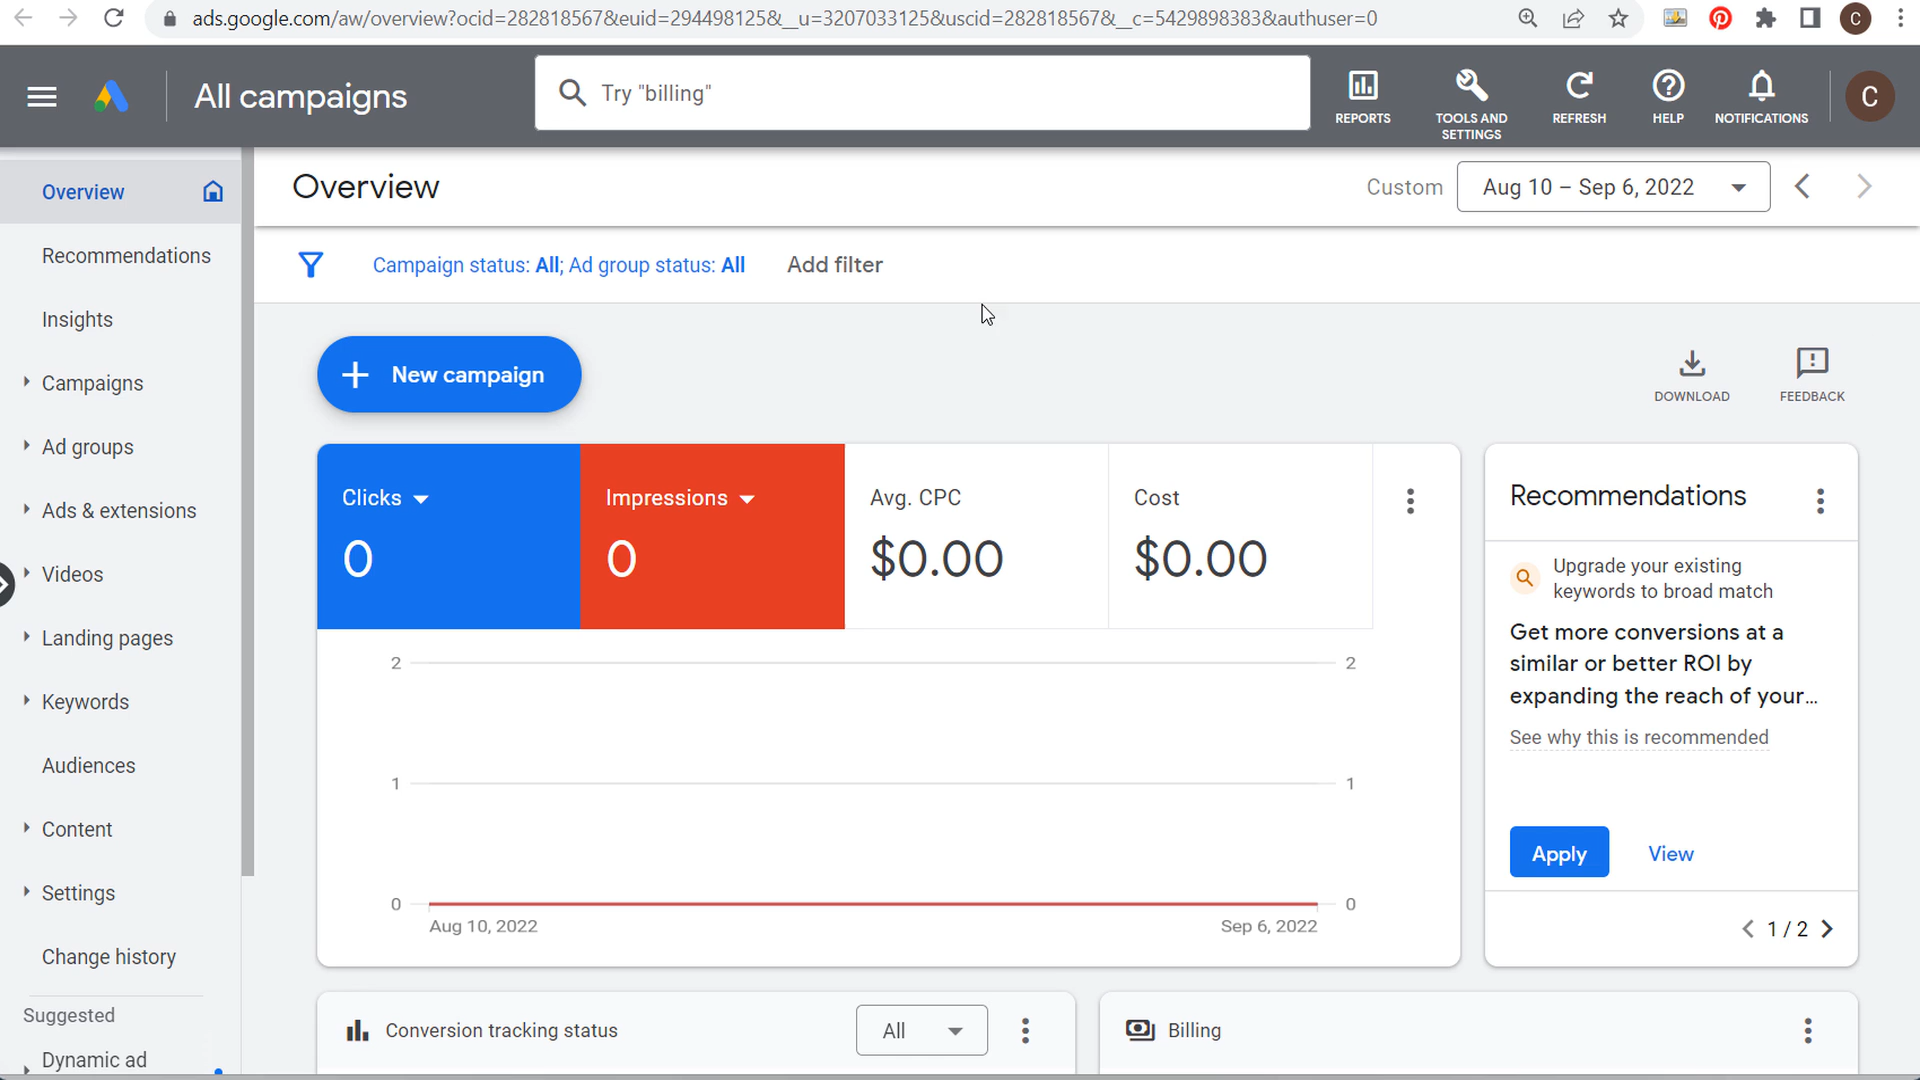 ads.google.com/aw/overview?ocid=282818567&euid=294498125&__u=3207033125&uscid=282818567&__c=5429898383&authuser=0
C
All campaigns
Try "billing"
REPORTS
TOOLS AND
SETTINGS
REFRESH
HELP
NOTIFICATIONS
C
Overview
Recommendations
Insights
Campaigns
Ad groups
Ads & extensions
Videos
Landing pages
Keywords
Audiences
Content
Settings
Change history
Suggested
Dynamic ad
Overview
Custom
Aug 10 – Sep 6, 2022
Campaign status: All; Ad group status: All
Add filter
New campaign
DOWNLOAD
FEEDBACK
Clicks
0
Impressions
0
Avg. CPC
$0.00
Cost
$0.00
2
2
1
1
0
0
Aug 10, 2022
Sep 6, 2022
Recommendations
Upgrade your existing
keywords to broad match
Get more conversions at a
similar or better ROI by
expanding the reach of your...
See why this is recommended
Apply
View
1 / 2
Conversion tracking status
All
Billing